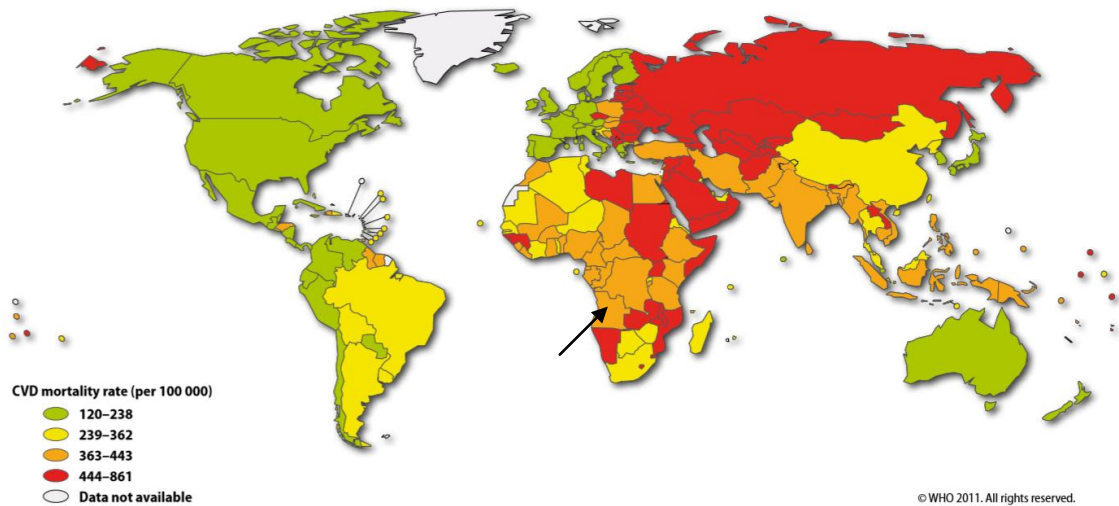 CVD mortality rate (per 100 000)
120–238
239–362
363–443
444–861
Data not available
© WHO 2011. All rights reserved.